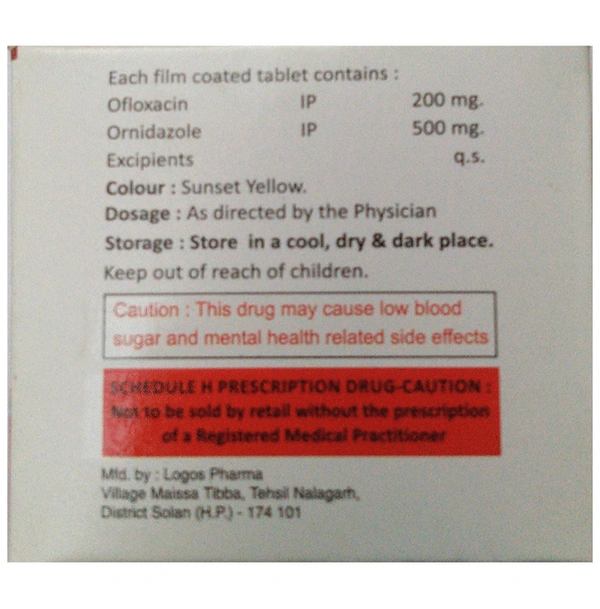 Each film coated tablet contains :
Ofloxacin IP 200 mg.
Ornidazole IP 500 mg.
Excipients q.s.
Colour : Sunset Yellow.
Dosage : As directed by the Physician
Storage : Store in a cool, dry & dark place.
Keep out of reach of children.
Caution : This drug may cause low blood
sugar and mental health related side effects
SCHEDULE H PRESCRIPTION DRUG-CAUTION :
Not to be sold by retail without the prescription
of a Registered Medical Practitioner
Mfd. by : Logos Pharma
Village Maissa Tibba, Tehsil Nalagarh,
District Solan (H.P.) - 174 101